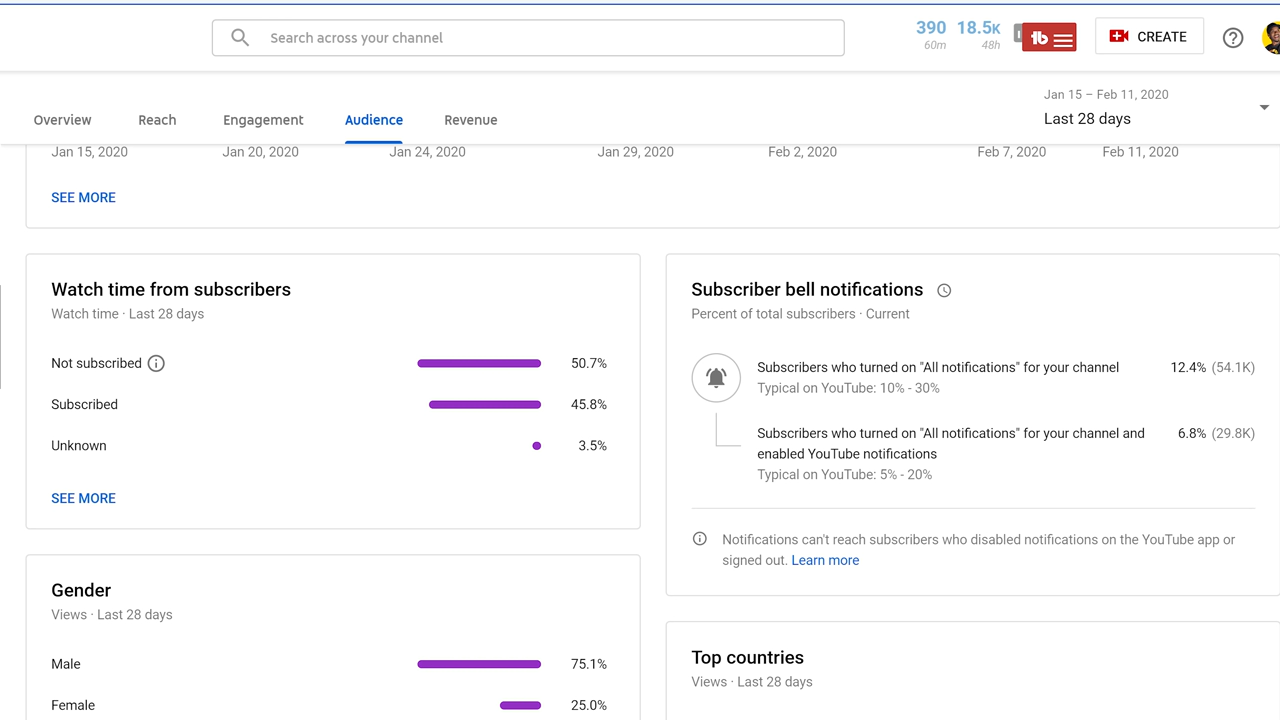 Search across your channel
390 18.5K
60m 48h
CREATE
Overview Reach Engagement Audience Revenue
Jan 15 – Feb 11, 2020
Last 28 days
Jan 15, 2020 Jan 20, 2020 Jan 24, 2020 Jan 29, 2020 Feb 2, 2020 Feb 7, 2020 Feb 11, 2020
SEE MORE
Watch time from subscribers
Watch time · Last 28 days
Not subscribed 50.7%
Subscribed 45.8%
Unknown 3.5%
SEE MORE
Subscriber bell notifications
Percent of total subscribers · Current
Subscribers who turned on "All notifications" for your channel 12.4% (54.1K)
Typical on YouTube: 10% - 30%
Subscribers who turned on "All notifications" for your channel and 6.8% (29.8K)
enabled YouTube notifications
Typical on YouTube: 5% - 20%
Notifications can't reach subscribers who disabled notifications on the YouTube app or
signed out. Learn more
Gender
Views · Last 28 days
Male 75.1%
Female 25.0%
Top countries
Views · Last 28 days